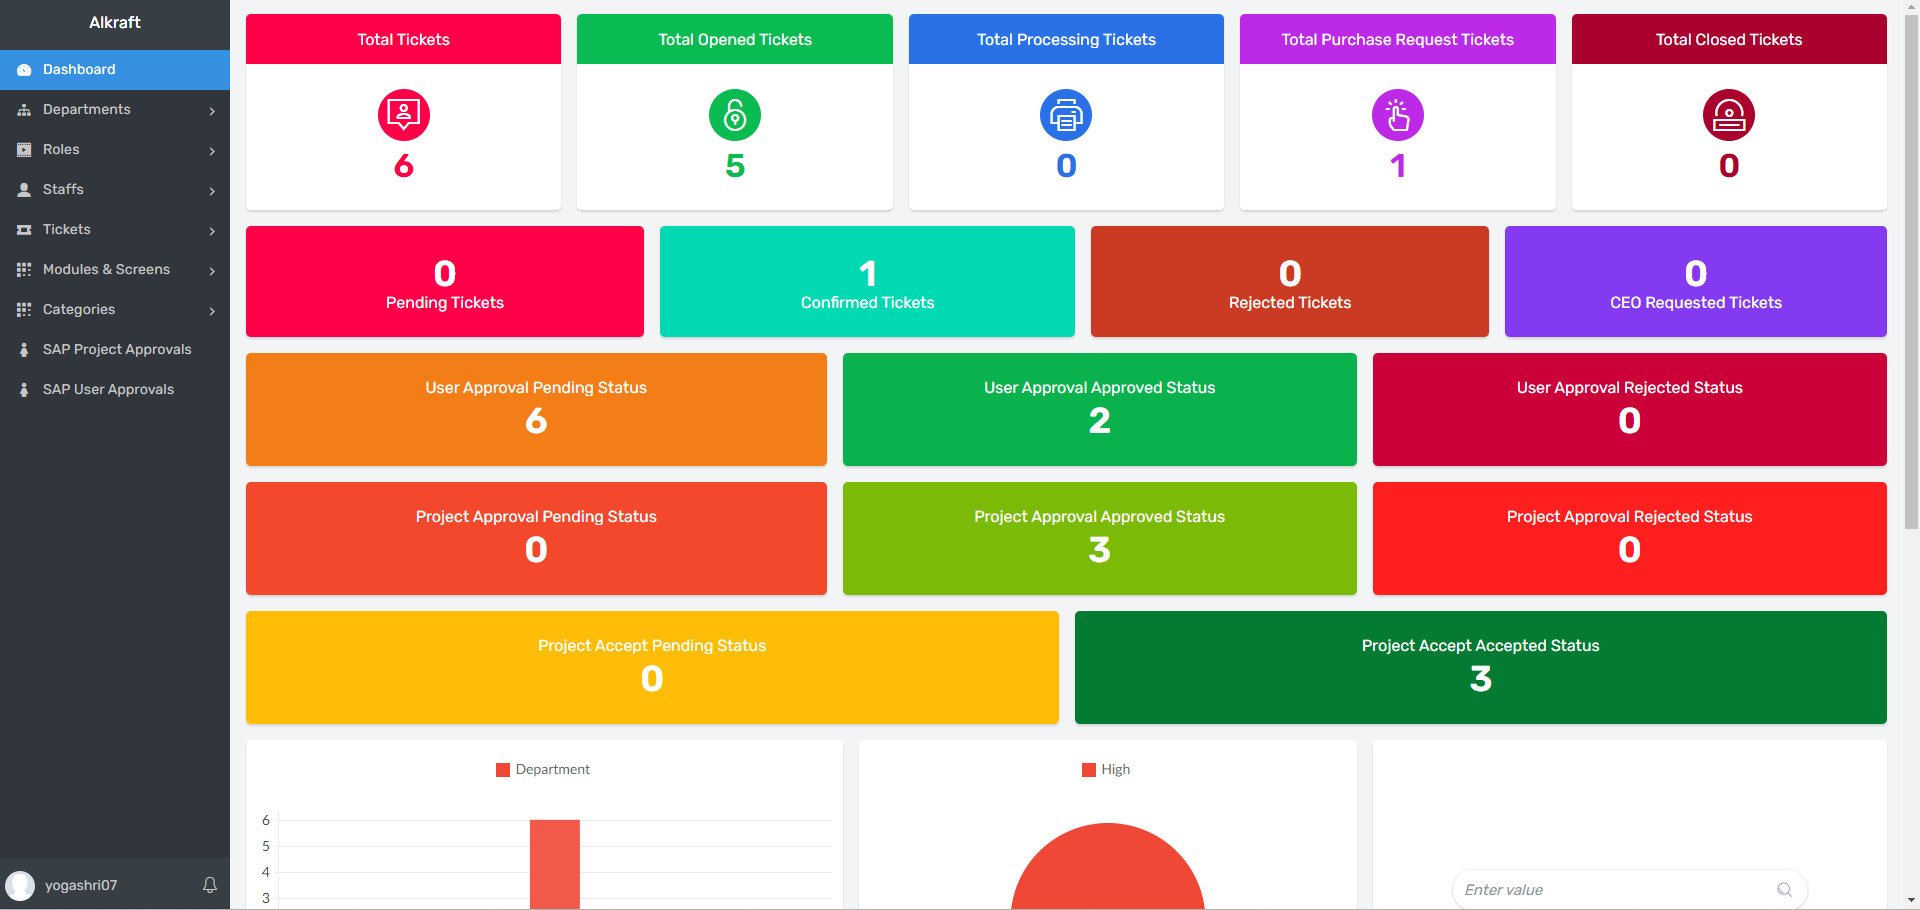 Alkraft
Dashboard
Departments
Roles
Staffs
Tickets
Modules & Screens
Categories
SAP Project Approvals
SAP User Approvals
yogashri07
Total Tickets
6
Total Opened Tickets
5
Total Processing Tickets
0
Total Purchase Request Tickets
1
Total Closed Tickets
0
0
Pending Tickets
1
Confirmed Tickets
0
Rejected Tickets
0
CEO Requested Tickets
User Approval Pending Status
6
User Approval Approved Status
2
User Approval Rejected Status
0
Project Approval Pending Status
0
Project Approval Approved Status
3
Project Approval Rejected Status
0
Project Accept Pending Status
0
Project Accept Accepted Status
3
Department
6
5
4
3
High
Enter value